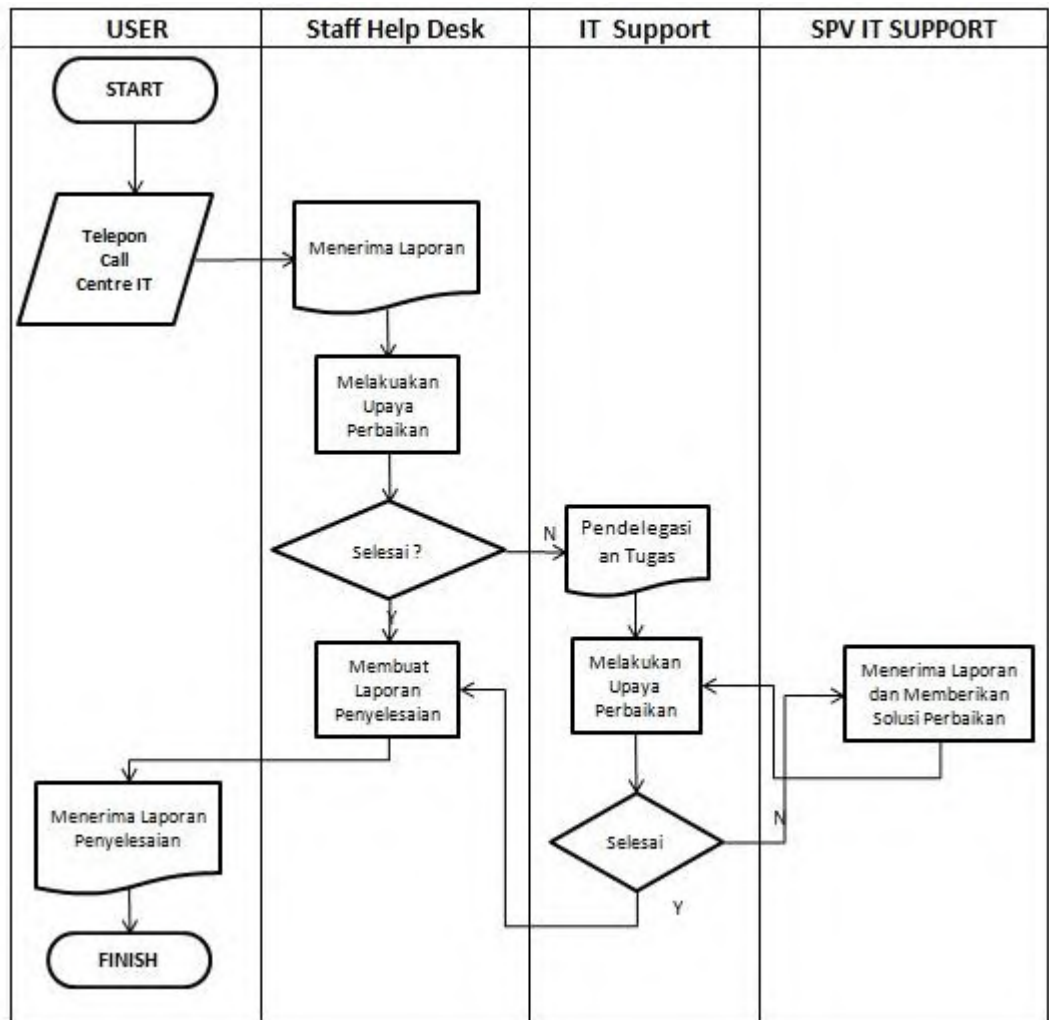 USER
Staff Help Desk
IT Support
SPV IT SUPPORT
START
Telepon
Call
Centre IT
Menerima Laporan
Melakuakan
Upaya
Perbaikan
Selesai ?
N
Pendelegasi
an Tugas
Y
Membuat
Laporan
Penyelesaian
Melakukan
Upaya
Perbaikan
Menerima Laporan
dan Memberikan
Solusi Perbaikan
Selesai
N
Y
Menerima Laporan
Penyelesaian
FINISH